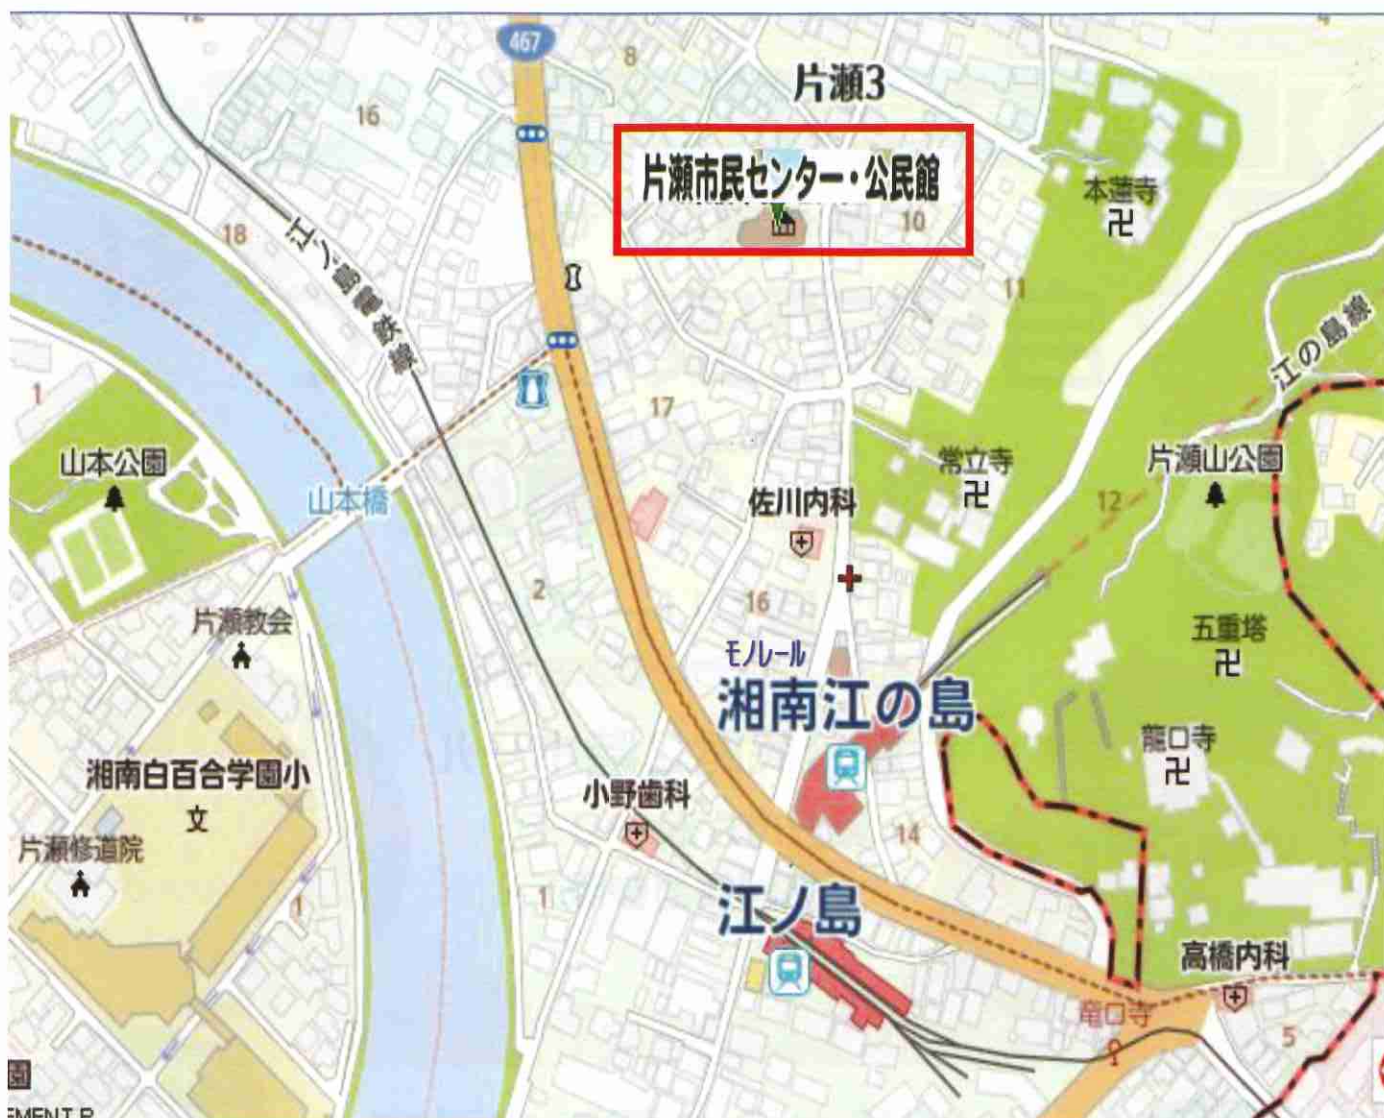 467
8
片瀬3
16
片瀬市民センター・公民館
10
本蓮寺
18
江ノ島電鉄線
11
江の島線
1
17
山本公園
山本橋
常立寺
片瀬山公園
佐川内科
12
2
16
片瀬教会
五重塔
モノレール
湘南江の島
龍口寺
湘南白百合学園小
文
小野歯科
片瀬修道院
14
1
1
江ノ島
高橋内科
竜口寺
5
園
EMENT P